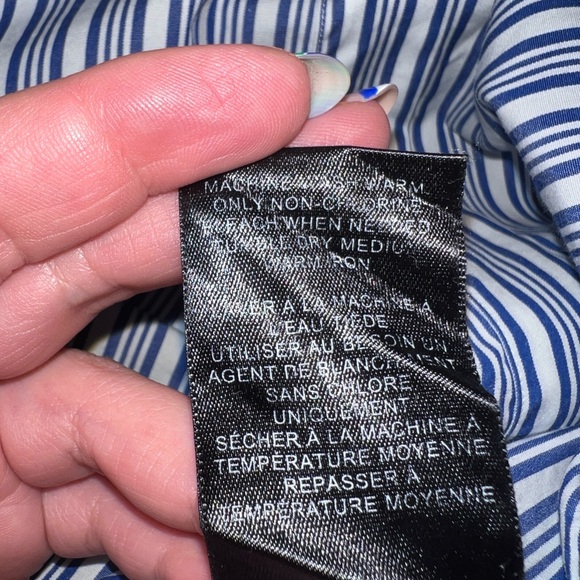 MACHINE WASH WARM
ONLY NON-CHLORINE
BLEACH WHEN NEEDED
TUMBLE DRY MEDIUM
WARM IRON
LAVER À LA MACHINE À
L'EAU TIÈDE
UTILISER AU BESOIN UN
AGENT DE BLANCHIMENT
SANS CHLORE
UNIQUEMENT
SÉCHER À LA MACHINE À
TEMPÉRATURE MOYENNE
REPASSER À
TEMPÉRATURE MOYENNE